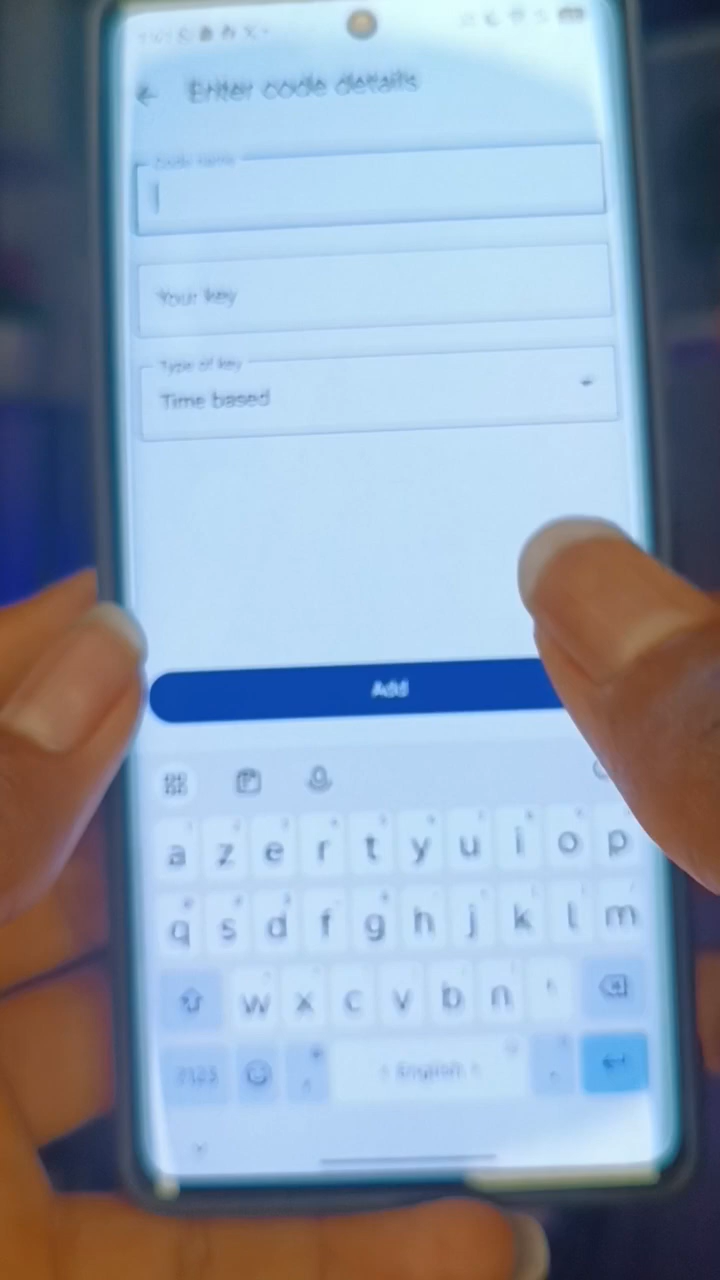 Enter code details
Code name
Your key
Type of key
Time based
Add
a z e r t y u i o p
q s d f g h j k l m
w x c v b n '
?123
English